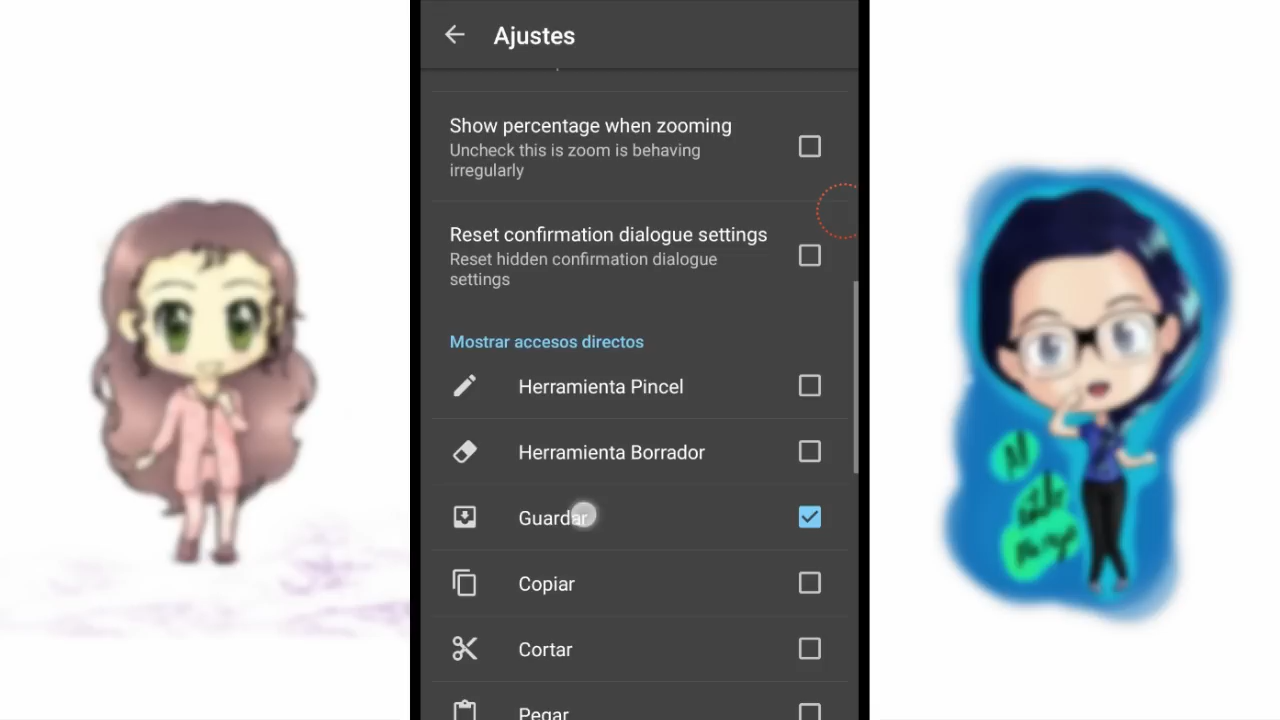 Ajustes
Show percentage when zooming
Uncheck this is zoom is behaving
irregularly
Reset confirmation dialogue settings
Reset hidden confirmation dialogue
settings
Mostrar accesos directos
Herramienta Pincel
Herramienta Borrador
Guardar
Copiar
Cortar
Pegar